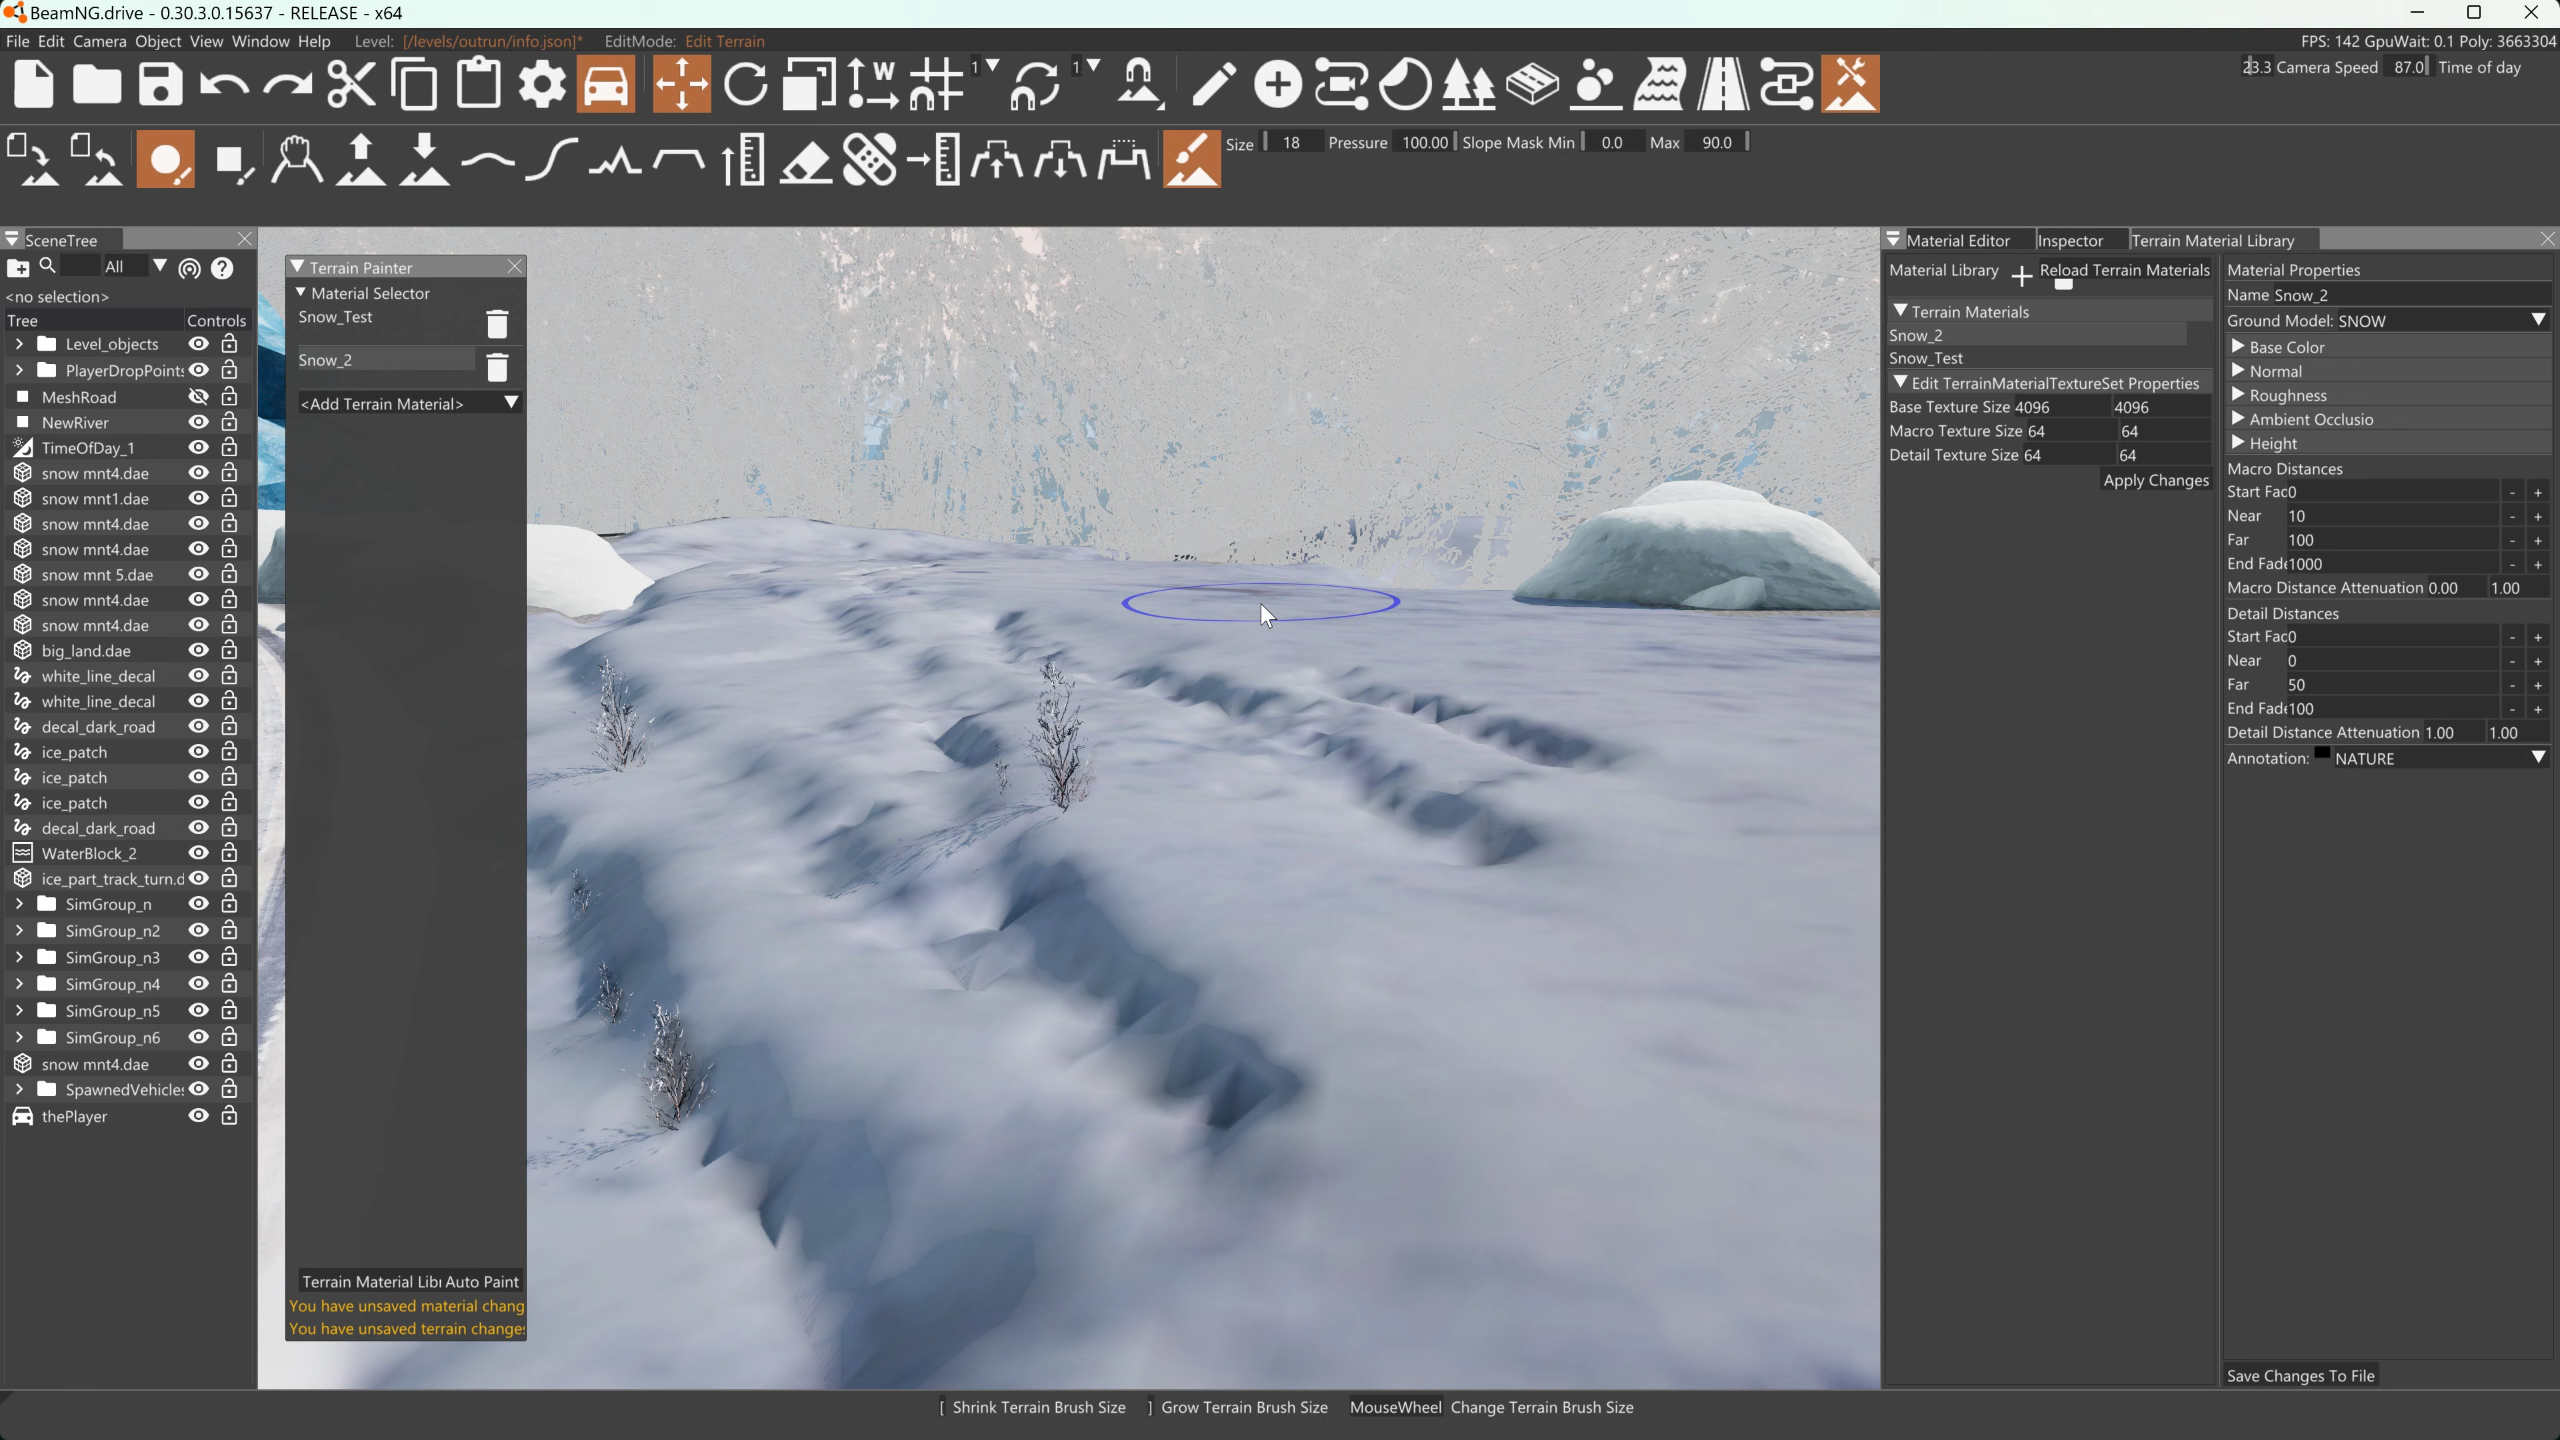 BeamNG.drive - 0.30.3.0.15637 - RELEASE - x64
File Edit Camera Object View Window Help Level: [/levels/outrun/info.json]* EditMode: Edit Terrain FPS: 142 GpuWait: 0.1 Poly: 3663304
W 1 1 23.3 Camera Speed 87.0 Time of day
Size 18 Pressure 100.00 Slope Mask Min 0.0 Max 90.0
SceneTree
All
<no selection>
Tree Controls
Level_objects
PlayerDropPoints
MeshRoad
NewRiver
TimeOfDay_1
snow mnt4.dae
snow mnt1.dae
snow mnt4.dae
snow mnt4.dae
snow mnt 5.dae
snow mnt4.dae
snow mnt4.dae
big_land.dae
white_line_decal
white_line_decal
decal_dark_road
ice_patch
ice_patch
ice_patch
decal_dark_road
WaterBlock_2
ice_part_track_turn.d
SimGroup_n
SimGroup_n2
SimGroup_n3
SimGroup_n4
SimGroup_n5
SimGroup_n6
snow mnt4.dae
SpawnedVehicles
thePlayer
Terrain Painter
Material Selector
Snow_Test
Snow_2
<Add Terrain Material>
Terrain Material Libr Auto Paint
You have unsaved material chang
You have unsaved terrain changes
Material Editor Inspector Terrain Material Library
Material Library + Reload Terrain Materials
Terrain Materials
Snow_2
Snow_Test
Edit TerrainMaterialTextureSet Properties
Base Texture Size 4096 4096
Macro Texture Size 64 64
Detail Texture Size 64 64
Apply Changes
Material Properties
Name Snow_2
Ground Model: SNOW
Base Color
Normal
Roughness
Ambient Occlusio
Height
Macro Distances
Start Fac 0 - +
Near 10 - +
Far 100 - +
End Fade 1000 - +
Macro Distance Attenuation 0.00 1.00
Detail Distances
Start Fac 0 - +
Near 0 - +
Far 50 - +
End Fade 100 - +
Detail Distance Attenuation 1.00 1.00
Annotation: NATURE
Save Changes To File
[ Shrink Terrain Brush Size ] Grow Terrain Brush Size MouseWheel Change Terrain Brush Size